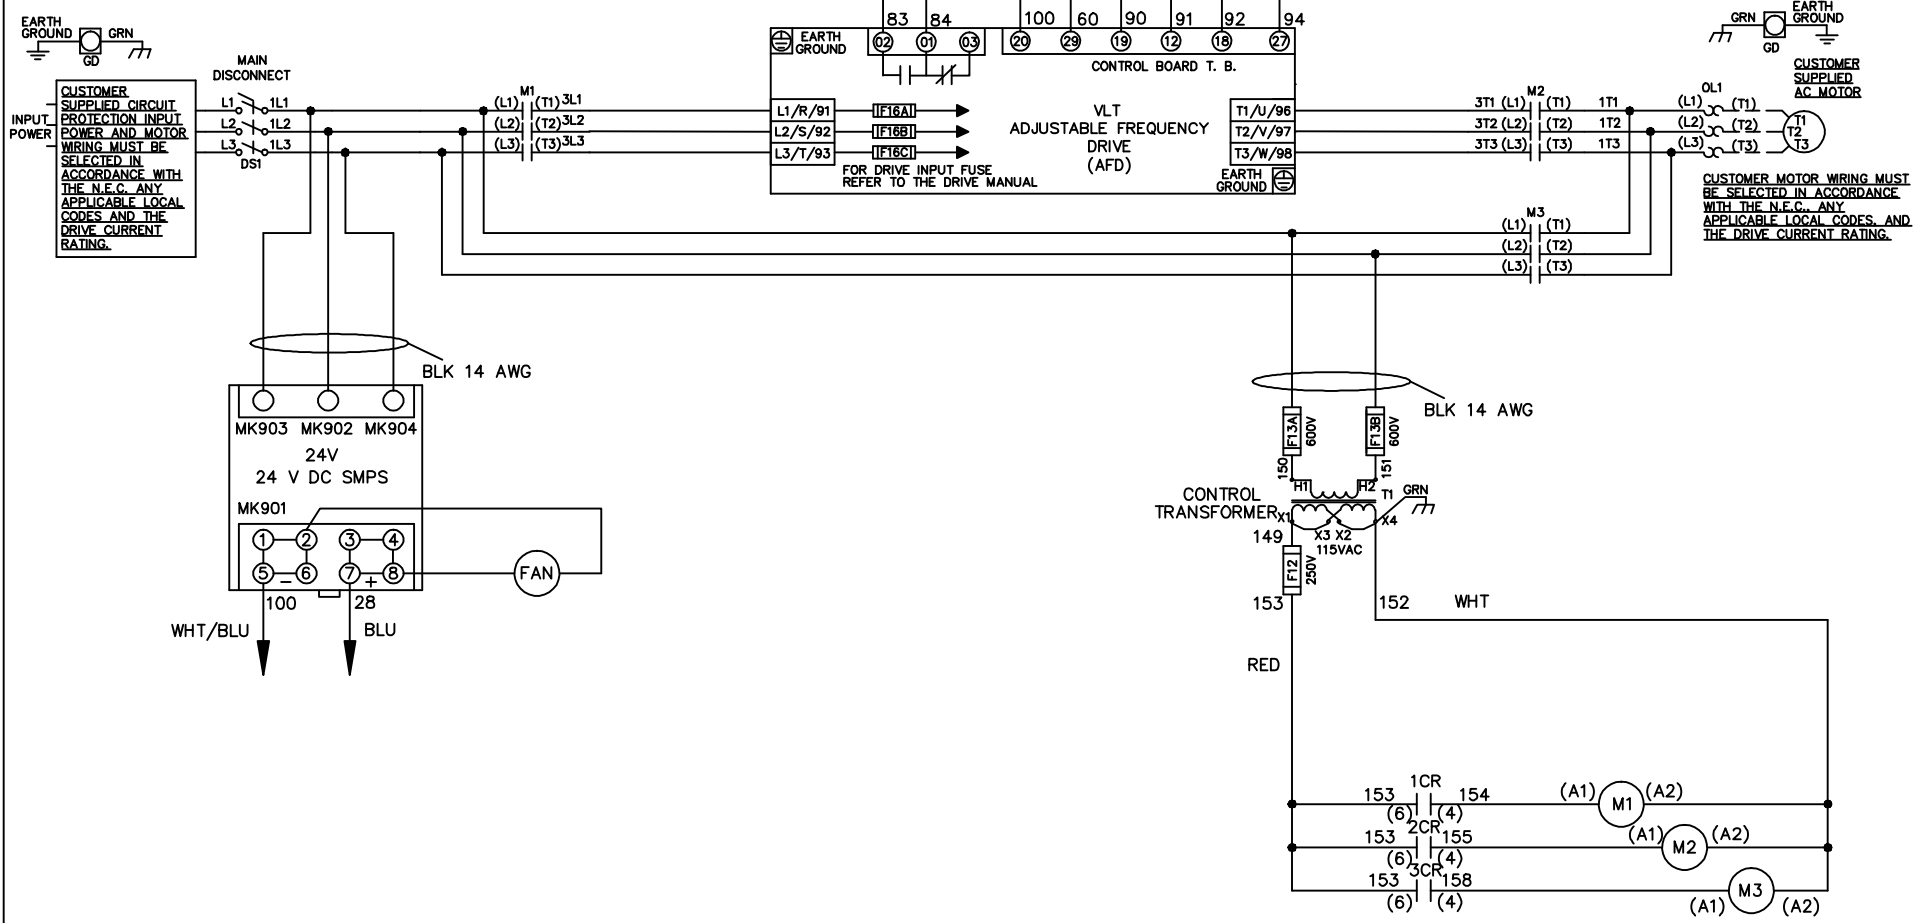 83 84 100 60 90 91 92 94
EARTH
GROUND
GRN
GD
EARTH
GROUND
02 01 03 20 29 19 12 18 27
CONTROL BOARD T. B.
GRN
EARTH
GROUND
GD
MAIN
DISCONNECT
CUSTOMER
SUPPLIED
AC MOTOR
INPUT
POWER
CUSTOMER
SUPPLIED CIRCUIT
PROTECTION INPUT
POWER AND MOTOR
WIRING MUST BE
SELECTED IN
ACCORDANCE WITH
THE N.E.C. ANY
APPLICABLE LOCAL
CODES AND THE
DRIVE CURRENT
RATING.
L1 1L1
L2 1L2
L3 1L3
DS1
M1
(L1) (T1) 3L1
(L2) (T2) 3L2
(L3) (T3) 3L3
L1/R/91 F16A
L2/S/92 F16B
L3/T/93 F16C
FOR DRIVE INPUT FUSE
REFER TO THE DRIVE MANUAL
VLT
ADJUSTABLE FREQUENCY
DRIVE
(AFD)
T1/U/96
T2/V/97
T3/W/98
EARTH
GROUND
M2
3T1 (L1) (T1) 1T1
3T2 (L2) (T2) 1T2
3T3 (L3) (T3) 1T3
OL1
(L1) (T1)
(L2) (T2)
(L3) (T3)
T1
T2
T3
CUSTOMER MOTOR WIRING MUST
BE SELECTED IN ACCORDANCE
WITH THE N.E.C., ANY
APPLICABLE LOCAL CODES, AND
THE DRIVE CURRENT RATING.
M3
(L1) (T1)
(L2) (T2)
(L3) (T3)
BLK 14 AWG
MK903 MK902 MK904
24V
24 V DC SMPS
MK901
1 2 3 4
5 - 6 7 + 8
FAN
100 28
WHT/BLU BLU
BLK 14 AWG
F13A 600V
F13B 600V
150 151
H1 H2
T1 GRN
CONTROL
TRANSFORMER
X1 X3 X2 X4
115VAC
149
F12 250V
153 152 WHT
RED
1CR
153 154 (A1) M1 (A2)
(6) (4)
2CR
153 155 (A1) M2 (A2)
(6) (4)
3CR
153 158 M3
(6) (4) (A1) (A2)